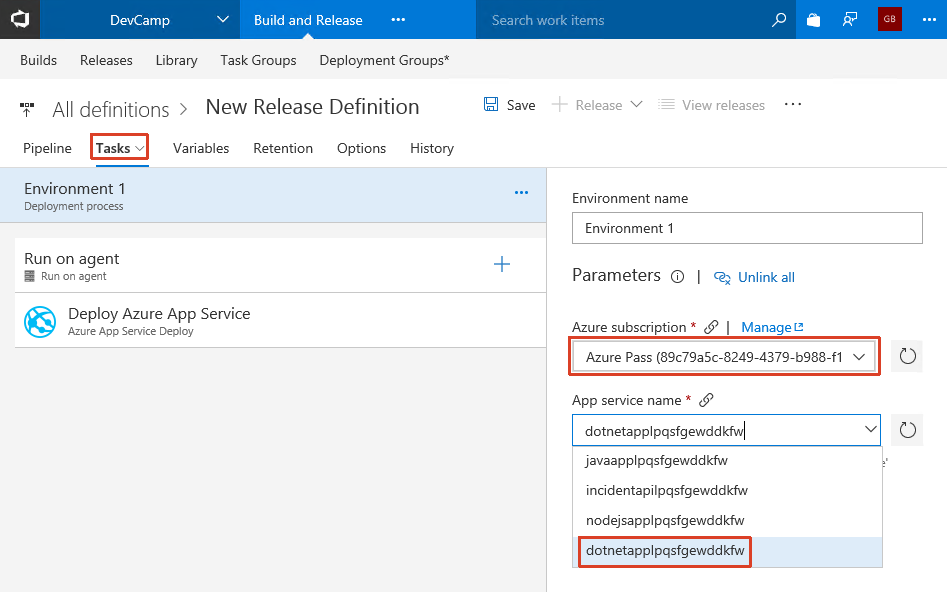 DevCamp Build and Release ··· Search work items GB ···
Builds Releases Library Task Groups Deployment Groups*
All definitions > New Release Definition Save Release View releases ···
Pipeline Tasks Variables Retention Options History
Environment 1 ···
Deployment process
Run on agent
Run on agent
Deploy Azure App Service
Azure App Service Deploy
Environment name
Environment 1
Parameters | Unlink all
Azure subscription * | Manage
Azure Pass (89c79a5c-8249-4379-b988-f1
App service name *
dotnetapplpqsfgewddkfw
javaapplpqsfgewddkfw
incidentapilpqsfgewddkfw
nodejsapplpqsfgewddkfw
dotnetapplpqsfgewddkfw